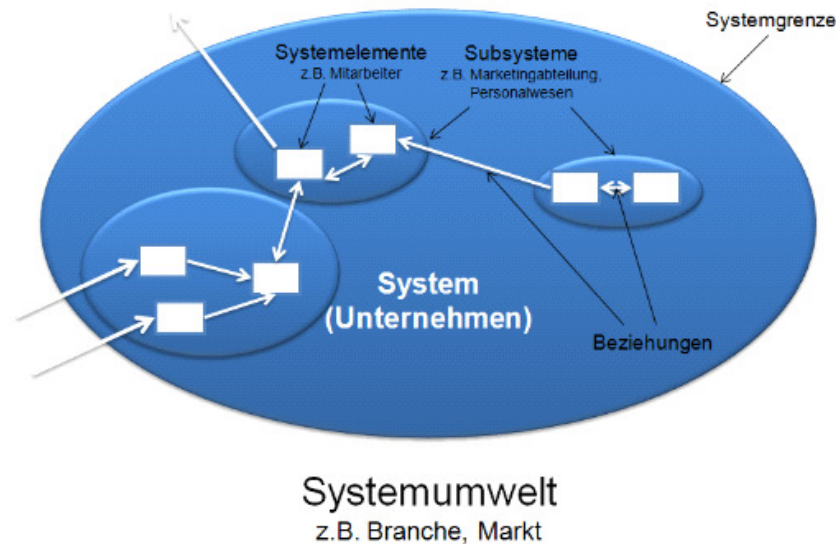 Systemgrenze
Systemelemente
z.B. Mitarbeiter
Subsysteme
z.B. Marketingabteilung,
Personalwesen
System
(Unternehmen)
Beziehungen
Systemumwelt
z.B. Branche, Markt